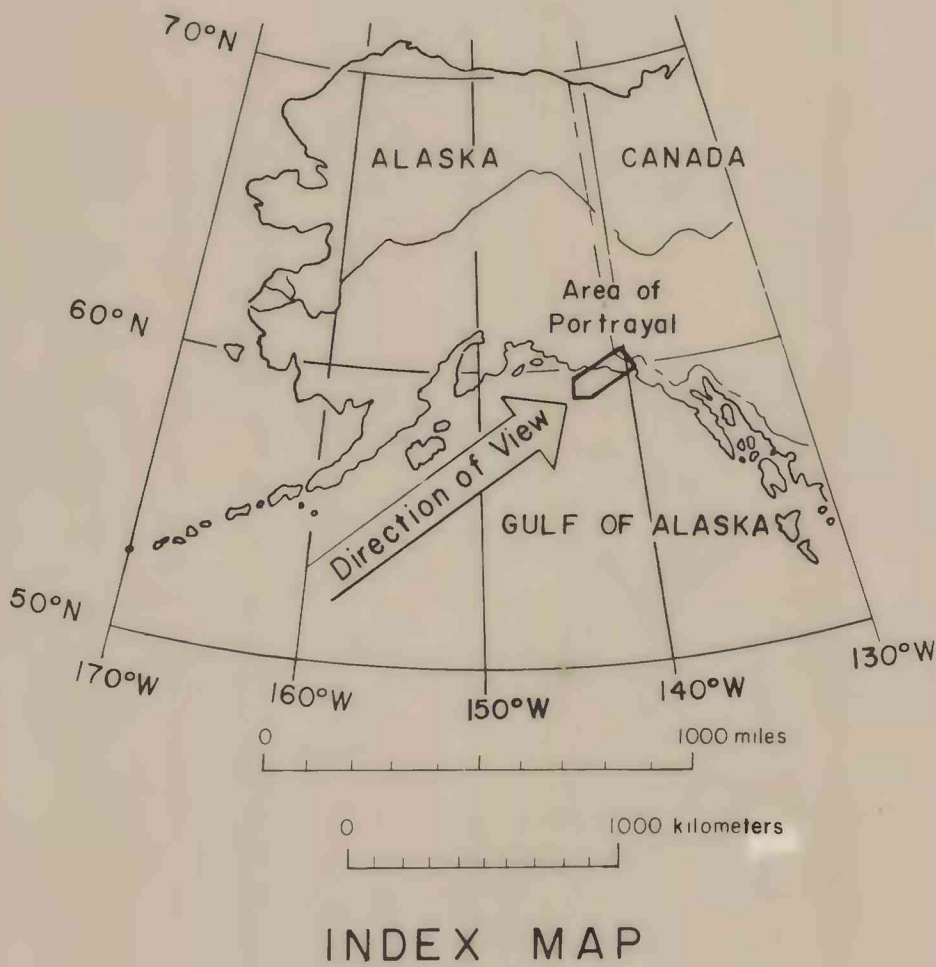 70°N
ALASKA
CANADA
Area of
Portrayal
60°N
Direction of View
GULF OF ALASKA
50°N
170°W
160°W
150°W
140°W
130°W
0
1000 miles
0
1000 kilometers
INDEX MAP